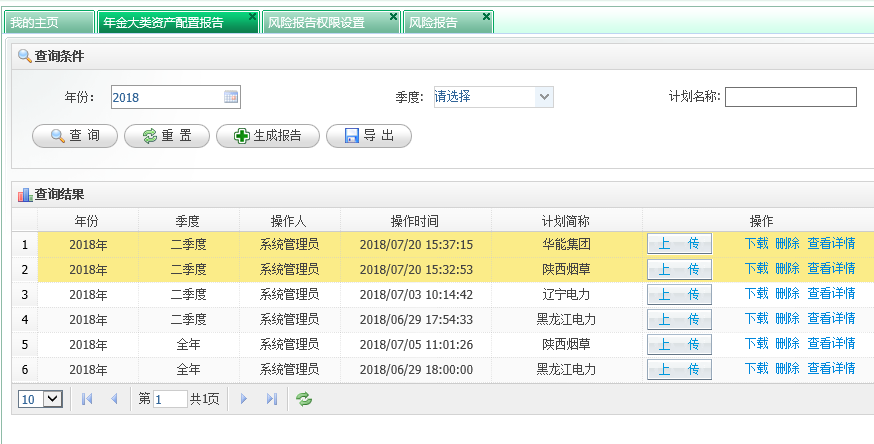 我的主页 年金大类资产配置报告 风险报告权限设置 风险报告
查询条件
年份： 2018 季度: 请选择 计划名称:
查 询 重 置 生成报告 导 出
查询结果
年份 季度 操作人 操作时间 计划简称 操作
1 2018年 二季度 系统管理员 2018/07/20 15:37:15 华能集团 上 传 下载 删除 查看详情
2 2018年 二季度 系统管理员 2018/07/20 15:32:53 陕西烟草 上 传 下载 删除 查看详情
3 2018年 二季度 系统管理员 2018/07/03 10:14:42 辽宁电力 上 传 下载 删除 查看详情
4 2018年 二季度 系统管理员 2018/06/29 17:54:33 黑龙江电力 上 传 下载 删除 查看详情
5 2018年 全年 系统管理员 2018/07/05 11:01:26 陕西烟草 上 传 下载 删除 查看详情
6 2018年 全年 系统管理员 2018/06/29 18:00:00 黑龙江电力 上 传 下载 删除 查看详情
10 第 1 共1页